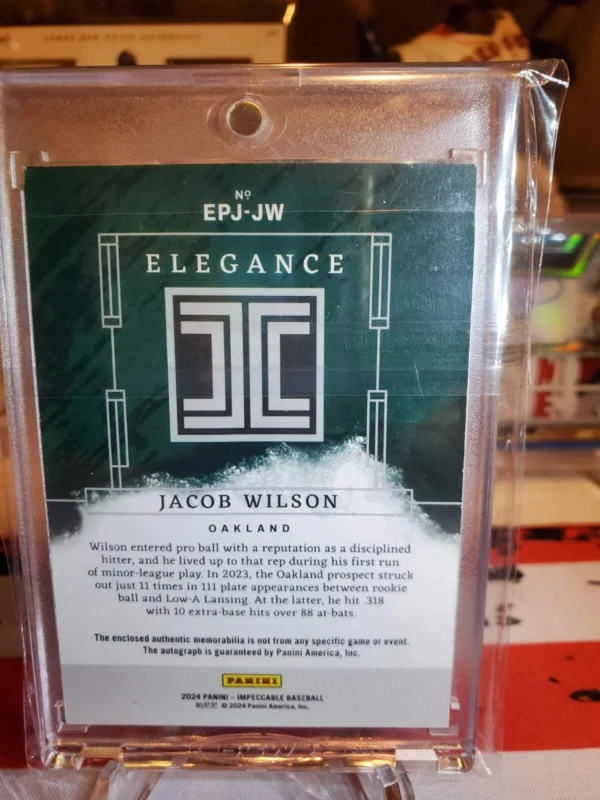 Nº
EPJ-JW
ELEGANCE
JACOB WILSON
OAKLAND
Wilson entered pro ball with a reputation as a disciplined
hitter, and he lived up to that rep during his first run
of minor-league play. In 2023, the Oakland prospect struck
out just 11 times in 111 plate appearances between rookie
ball and Low-A Lansing. At the latter, he hit .318
with 10 extra-base hits over 88 at-bats.
The enclosed authentic memorabilia is not from any specific game or event.
The autograph is guaranteed by Panini America, Inc.
PANINI
2024 PANINI – IMPECCABLE BASEBALL
© 2024 Panini America, Inc.